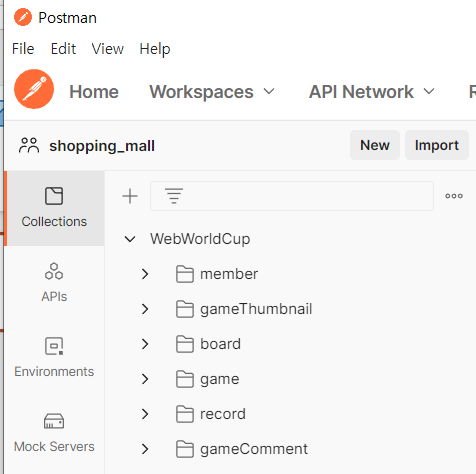 Postman
File Edit View Help
Home Workspaces API Network R
shopping_mall New Import
Collections
WebWorldCup
member
APIs
gameThumbnail
board
Environments
game
record
Mock Servers
gameComment